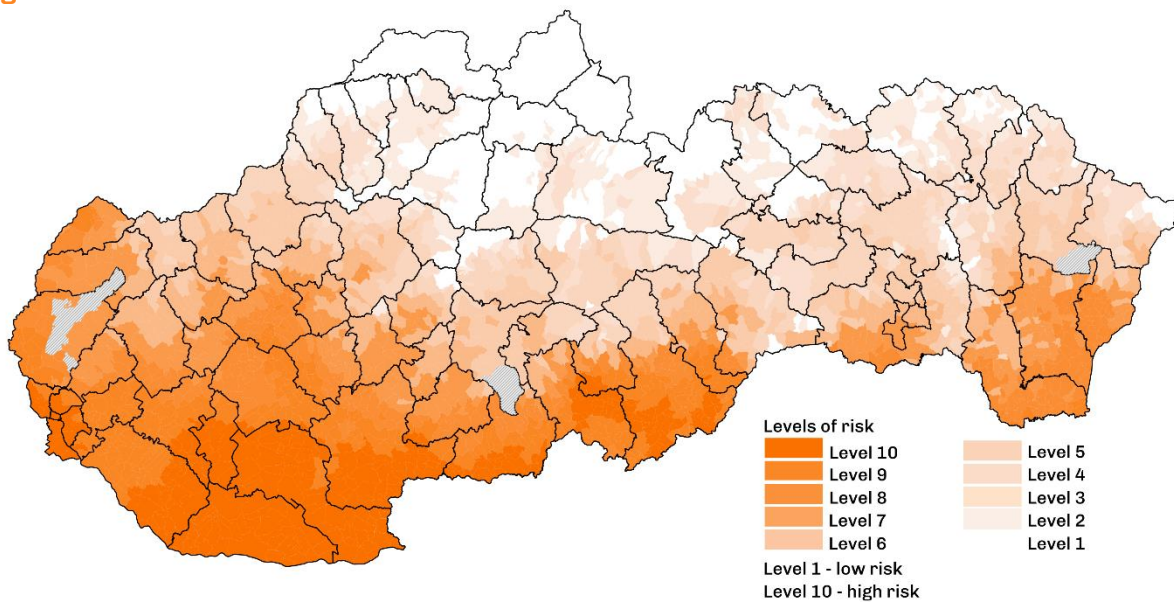 Levels of risk
Level 10
Level 9
Level 8
Level 7
Level 6
Level 5
Level 4
Level 3
Level 2
Level 1
Level 1 - low risk
Level 10 - high risk